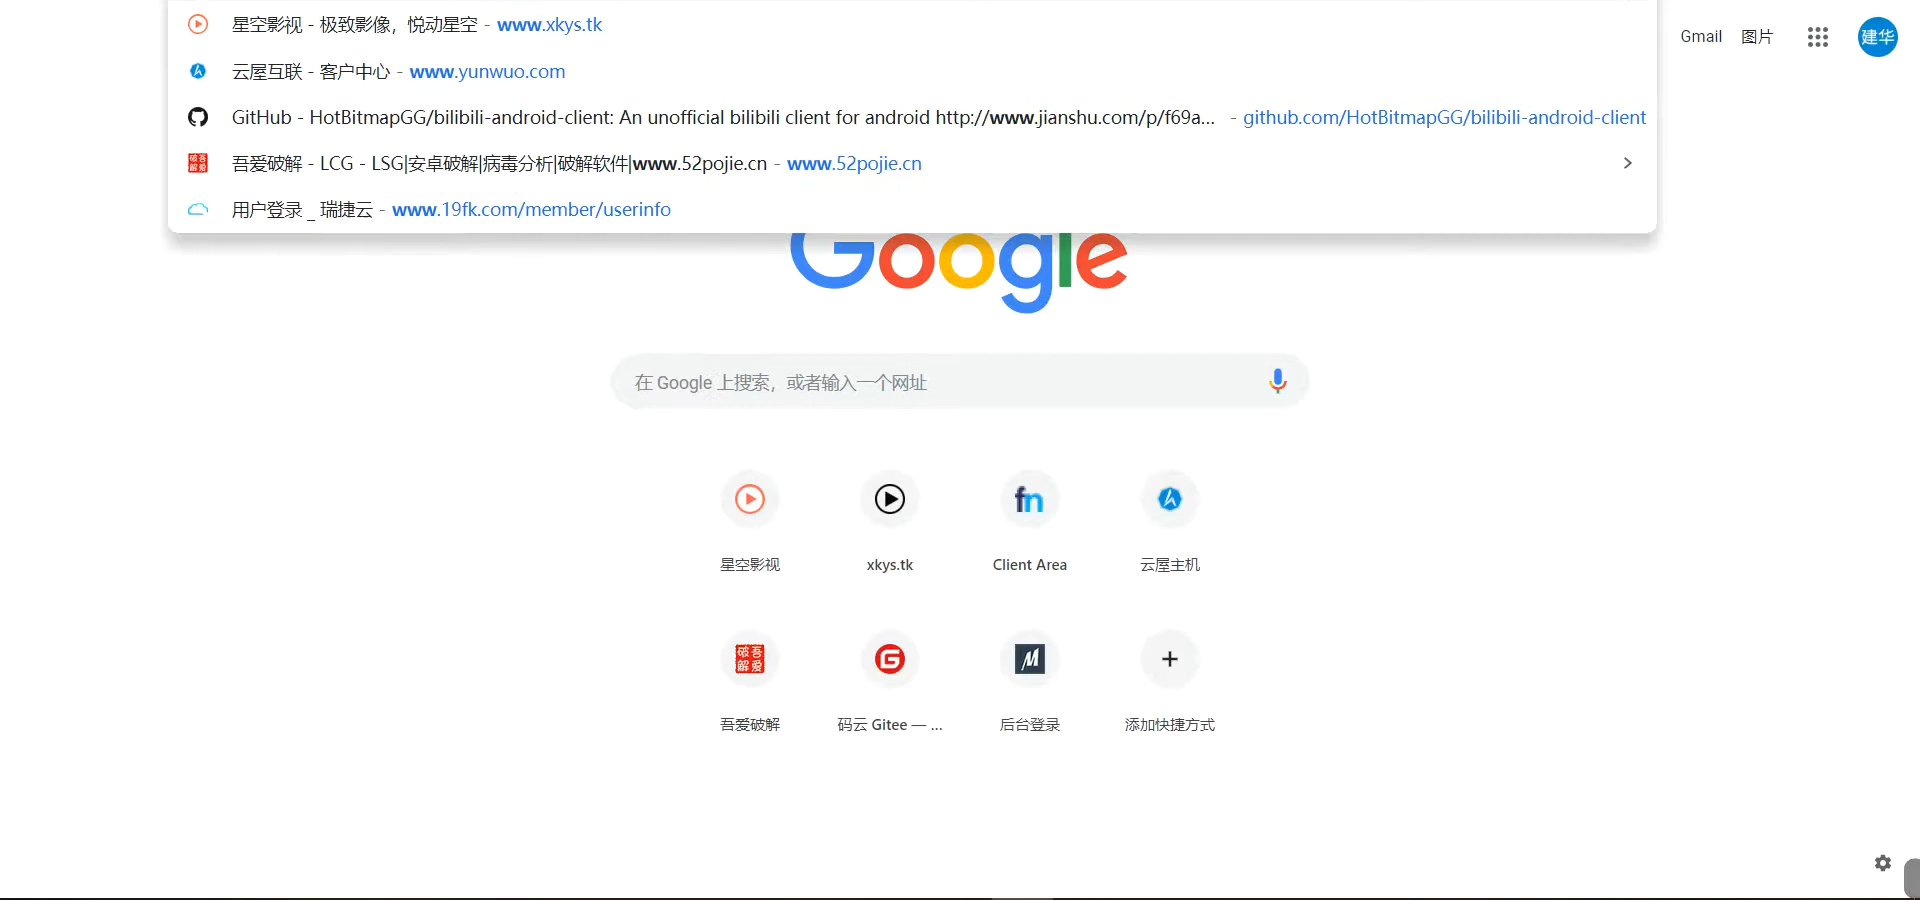 星空影视 - 极致影像，悦动星空 - www.xkys.tk
Gmail 图片 建华
云屋互联 - 客户中心 - www.yunwuo.com
GitHub - HotBitmapGG/bilibili-android-client: An unofficial bilibili client for android http://www.jianshu.com/p/f69a... - github.com/HotBitmapGG/bilibili-android-client
吾爱破解 - LCG - LSG|安卓破解|病毒分析|破解软件|www.52pojie.cn - www.52pojie.cn
用户登录 _ 瑞捷云 - www.19fk.com/member/userinfo
Google
在 Google 上搜索，或者输入一个网址
fn
星空影视 xkys.tk Client Area 云屋主机
吾爱破解 G M
吾爱破解 码云 Gitee — ... 后台登录 添加快捷方式